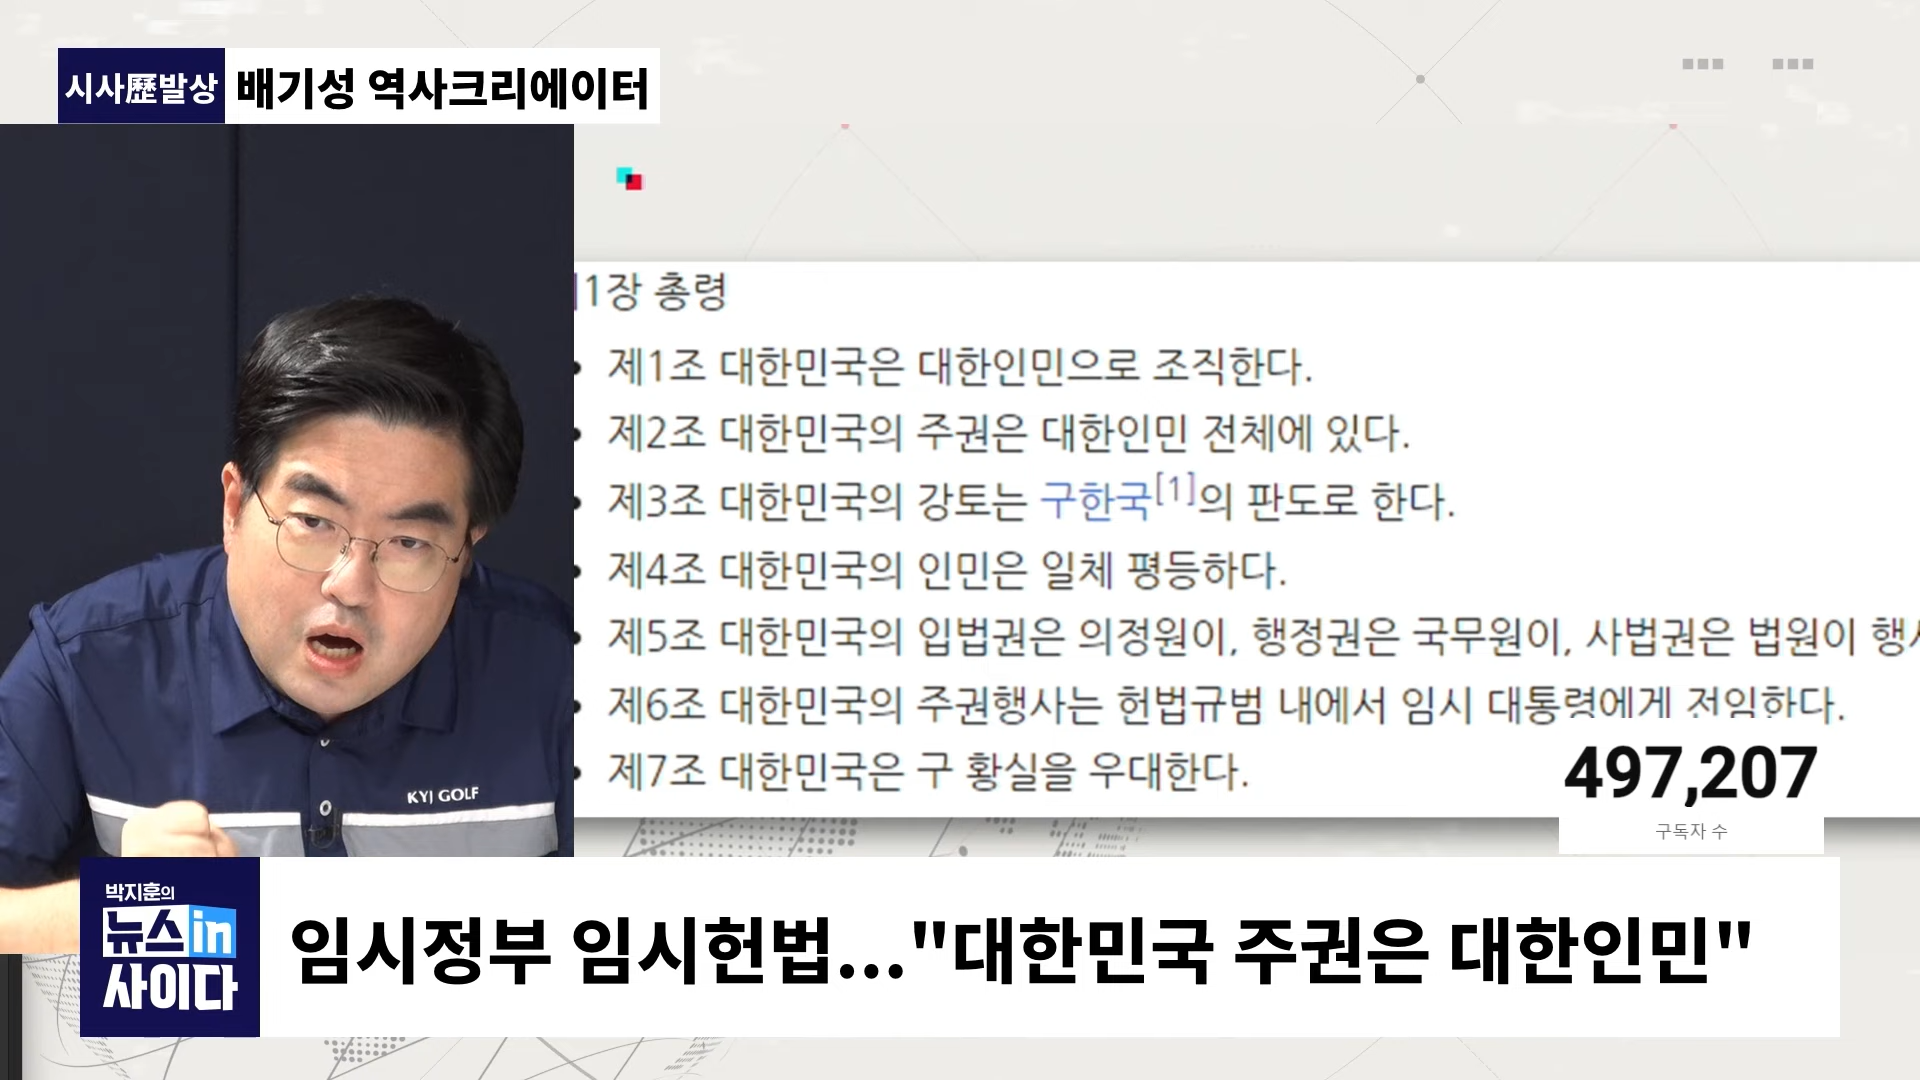 시사歷발상 배기성 역사크리에이터
1장 총령
제1조 대한민국은 대한인민으로 조직한다.
제2조 대한민국의 주권은 대한인민 전체에 있다.
제3조 대한민국의 강토는 구한국[1]의 판도로 한다.
제4조 대한민국의 인민은 일체 평등하다.
제5조 대한민국의 입법권은 의정원이, 행정권은 국무원이, 사법권은 법원이
제6조 대한민국의 주권행사는 헌법규범 내에서 임시 대통령에게 전임한다.
제7조 대한민국은 구 황실을 우대한다.
KYJ GOLF
497,207
구독자 수
박지훈의
뉴스in
사이다
임시정부 임시헌법..."대한민국 주권은 대한인민"